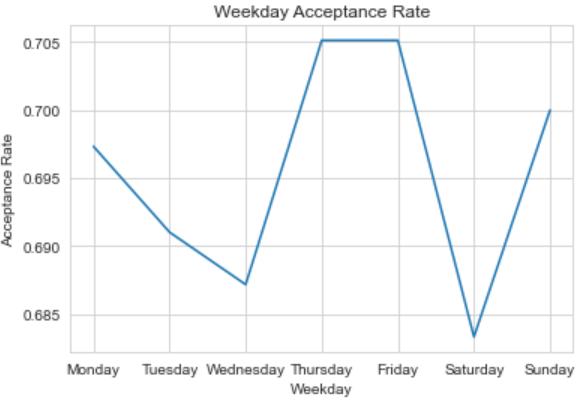 Weekday Acceptance Rate
0.705
0.700
0.695
0.690
0.685
Acceptance Rate
Monday Tuesday Wednesday Thursday Friday Saturday Sunday
Weekday